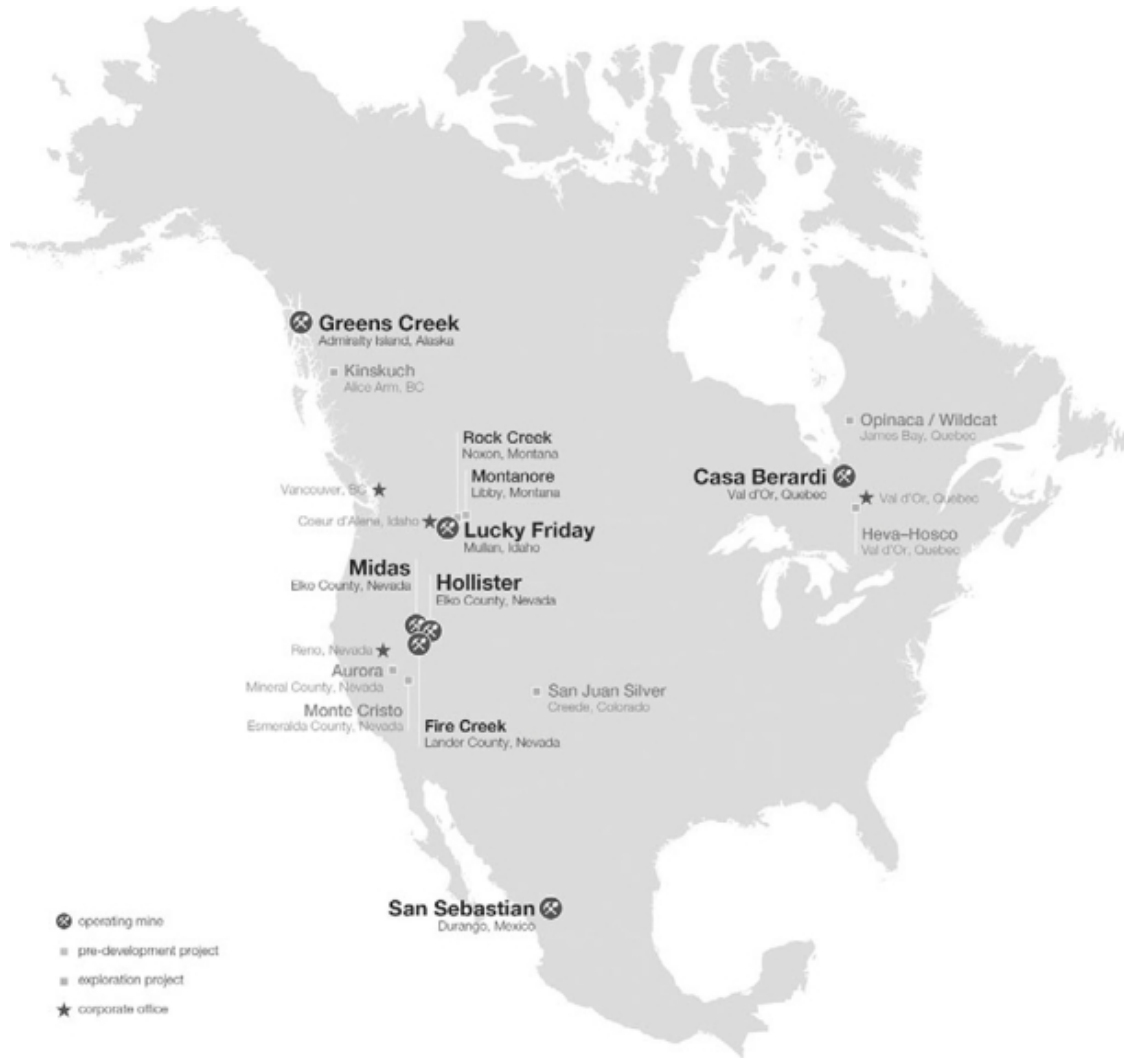 Greens Creek
Admiralty Island, Alaska
Kinskuch
Alice Arm, BC
Rock Creek
Noxon, Montana
Montanore
Libby, Montana
Opinaca / Wildcat
James Bay, Quebec
Casa Berardi
Val d'Or, Quebec
Val d'Or, Quebec
Heva–Hosco
Val d'Or, Quebec
Vancouver, BC
Coeur d'Alene, Idaho
Lucky Friday
Mullan, Idaho
Midas
Elko County, Nevada
Hollister
Elko County, Nevada
Reno, Nevada
Aurora
Mineral County, Nevada
Monte Cristo
Esmeralda County, Nevada
Fire Creek
Lander County, Nevada
San Juan Silver
Creede, Colorado
San Sebastian
Durango, Mexico
operating mine
pre-development project
exploration project
corporate office